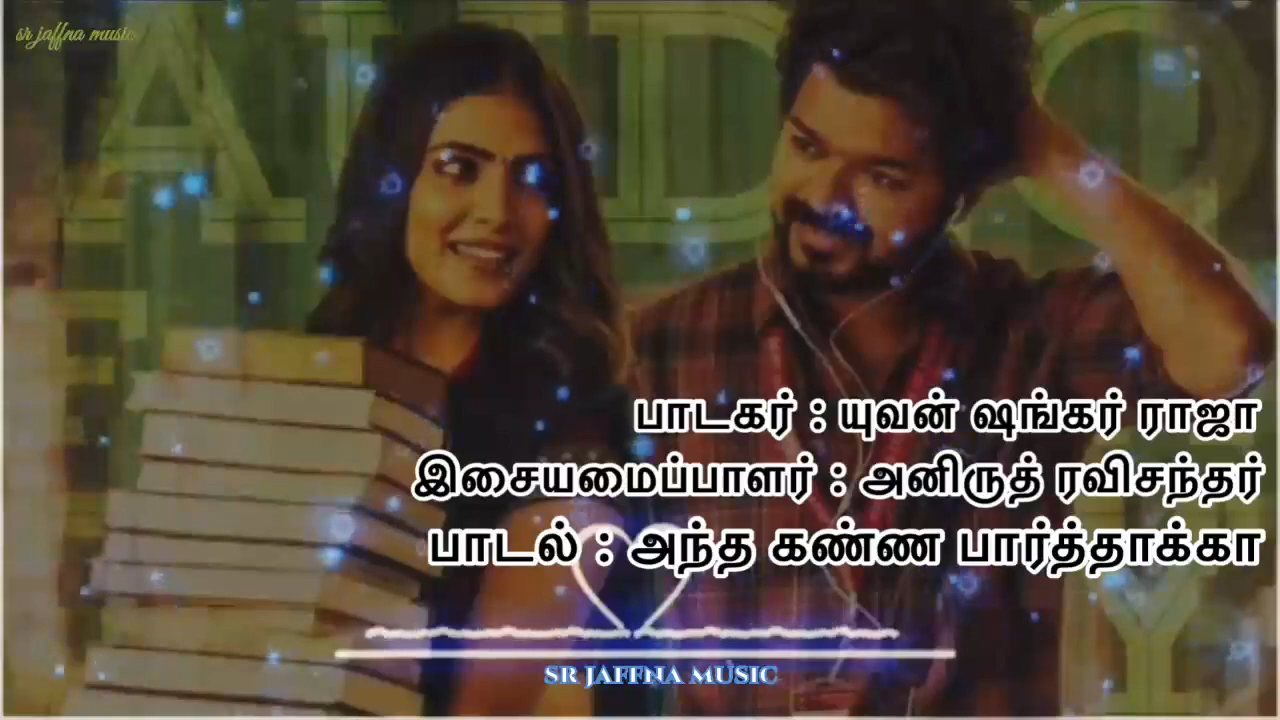 sr jaffna music
பாடகர் : யுவன் ஷங்கர் ராஜா
இசையமைப்பாளர் : அனிருத் ரவிசந்தர்
பாடல் : அந்த கண்ண பார்த்தாக்கா
SR JAFFNA MUSIC